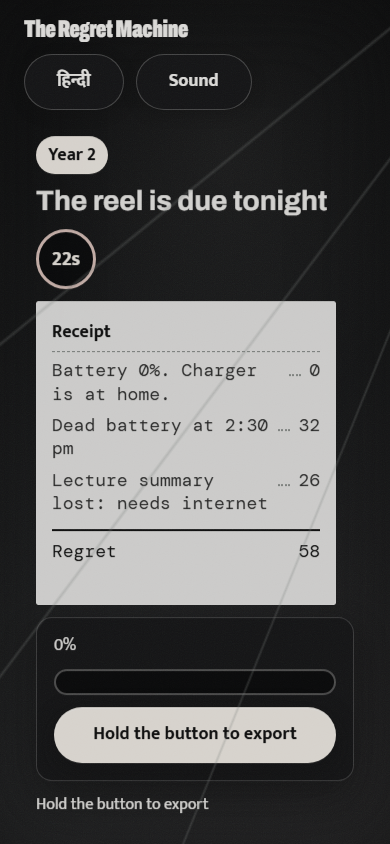 The Regret Machine
हिन्दी
Sound
Year 2
The reel is due tonight
22s
Receipt
Battery 0%. Charger .... 0
is at home.
Dead battery at 2:30 .... 32
pm
Lecture summary .... 26
lost: needs internet
Regret 58
0%
Hold the button to export
Hold the button to export